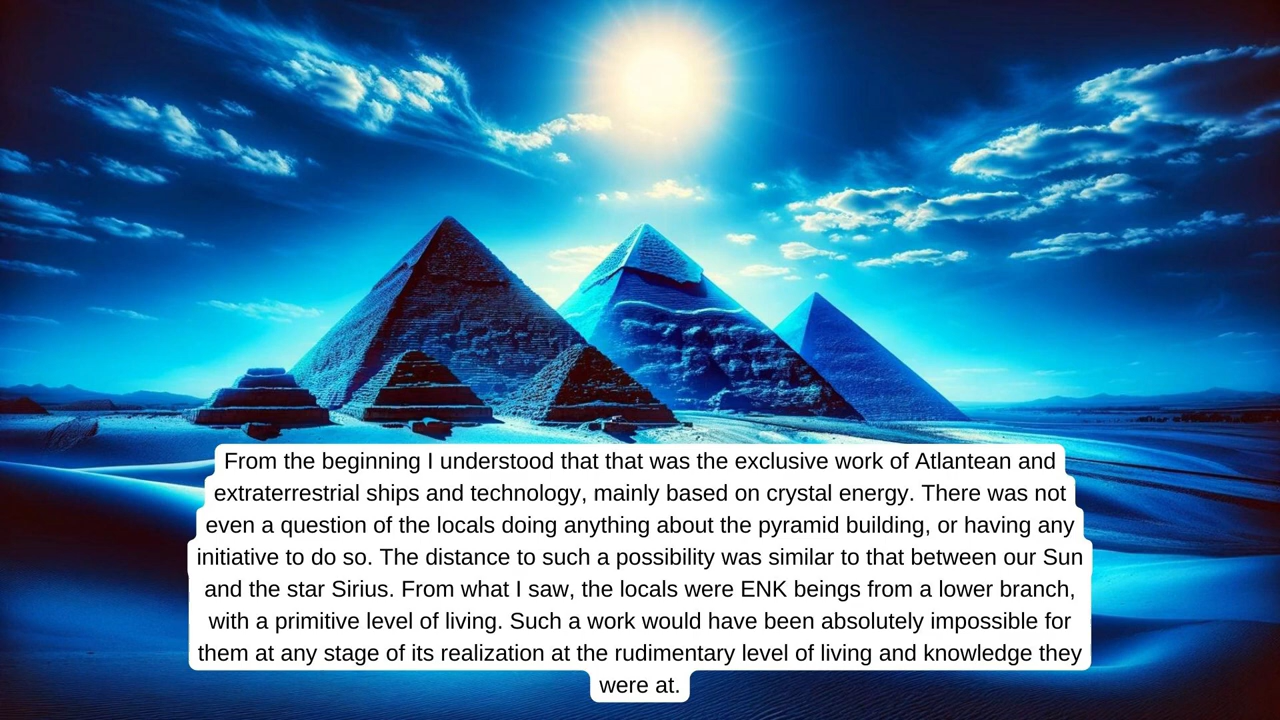 From the beginning I understood that that was the exclusive work of Atlantean and
extraterrestrial ships and technology, mainly based on crystal energy. There was not
even a question of the locals doing anything about the pyramid building, or having any
initiative to do so. The distance to such a possibility was similar to that between our Sun
and the star Sirius. From what I saw, the locals were ENK beings from a lower branch,
with a primitive level of living. Such a work would have been absolutely impossible for
them at any stage of its realization at the rudimentary level of living and knowledge they
were at.